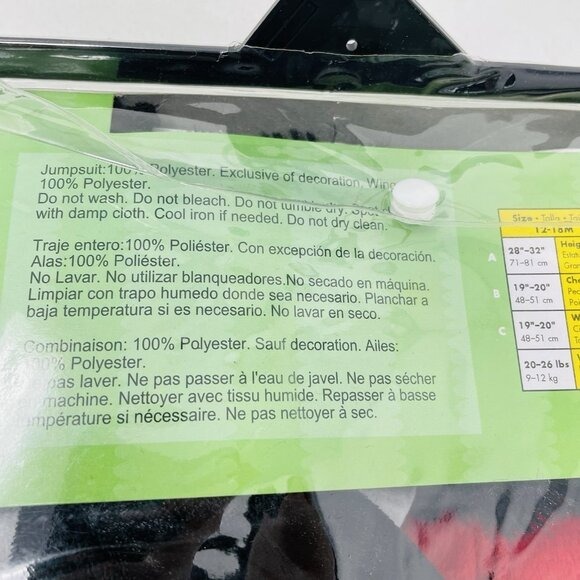 Jumpsuit:100% Polyester. Exclusive of decoration.
100% Polyester.
Do not wash. Do not bleach. Do not tumble dry. Spot
with damp cloth. Cool iron if needed. Do not dry clean.
Traje entero:100% Poliéster. Con excepción de la decoración.
Alas:100% Poliéster.
No Lavar. No utilizar blanqueadores.No secado en máquina.
Limpiar con trapo humedo donde sea necesario. Planchar a
baja temperatura si es necesario. No lavar en seco.
Combinaison: 100% Polyester. Sauf decoration. Ailes:
Polyester.
pas laver. Ne pas passer à l'eau de javel. Ne pas sécher
machine. Nettoyer avec tissu humide. Repasser à basse
température si nécessaire. Ne pas nettoyer à sec.
Size • Talla •
12-18M
A
28"-32"
71-81 cm
B
19"-20"
48-51 cm
C
19"-20"
48-51 cm
20-26 lbs
9-12 kg